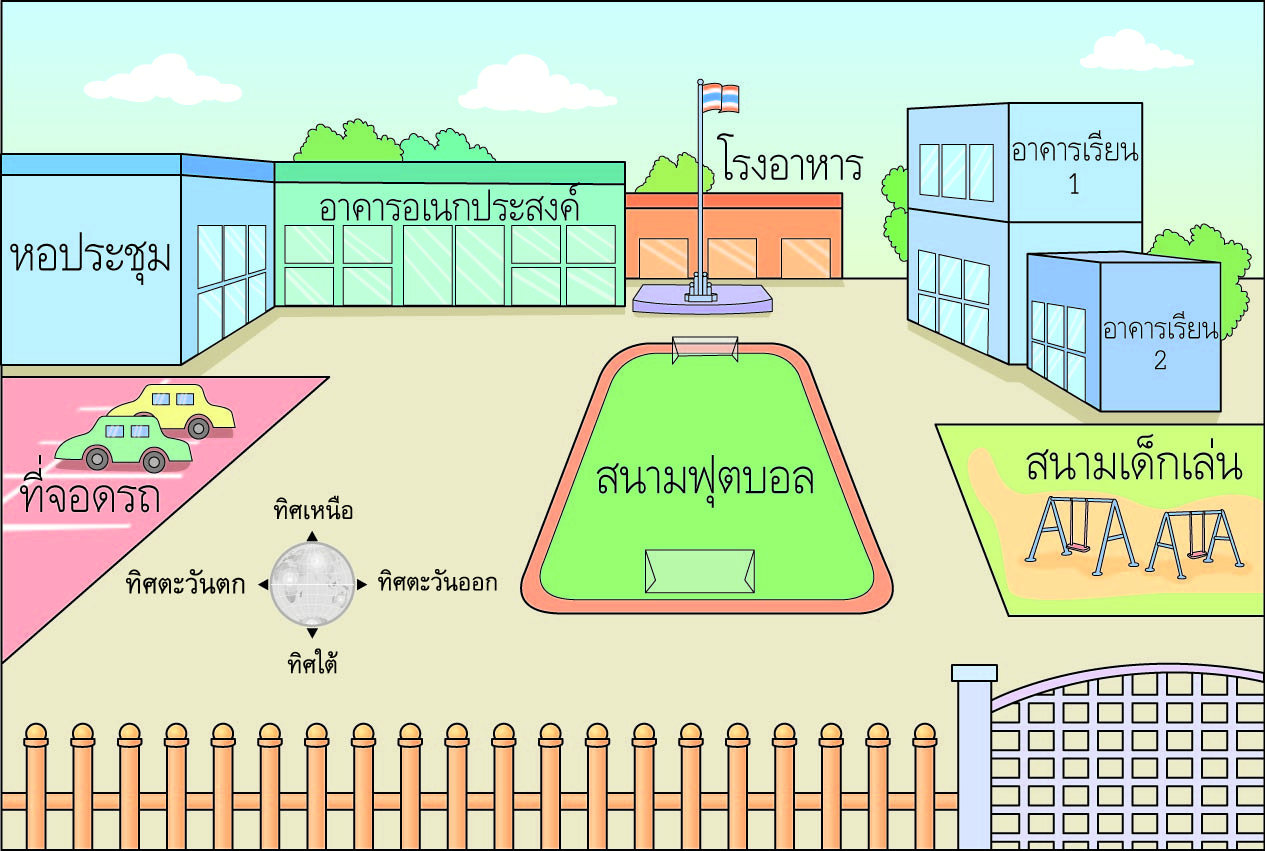 โรงอาหาร
อาคารเรียน
1
อาคารอเนกประสงค์
หอประชุม
อาคารเรียน
2
สนามเด็กเล่น
สนามฟุตบอล
ที่จอดรถ
ทิศเหนือ
ทิศตะวันตก
ทิศตะวันออก
ทิศใต้